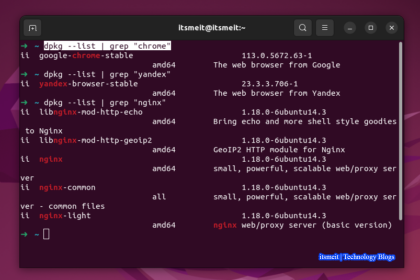 itsmeit@itsmeit: ~
→ ~ dpkg --list | grep "chrome"
ii google-chrome-stable 113.0.5672.63-1
amd64 The web browser from Google
→ ~ dpkg --list | grep "yandex"
ii yandex-browser-stable 23.3.3.706-1
amd64 The web browser from Yandex
→ ~ dpkg --list | grep "nginx"
ii libnginx-mod-http-echo 1.18.0-6ubuntu14.3
amd64 Bring echo and more shell style goodies
to Nginx
ii libnginx-mod-http-geoip2 1.18.0-6ubuntu14.3
amd64 GeoIP2 HTTP module for Nginx
ii nginx 1.18.0-6ubuntu14.3
amd64 small, powerful, scalable web/proxy ser
ver
ii nginx-common 1.18.0-6ubuntu14.3
all small, powerful, scalable web/proxy ser
ver - common files
ii nginx-light 1.18.0-6ubuntu14.3
amd64 nginx web/proxy server (basic version)
→ ~
itsmeit | Technology Blogs